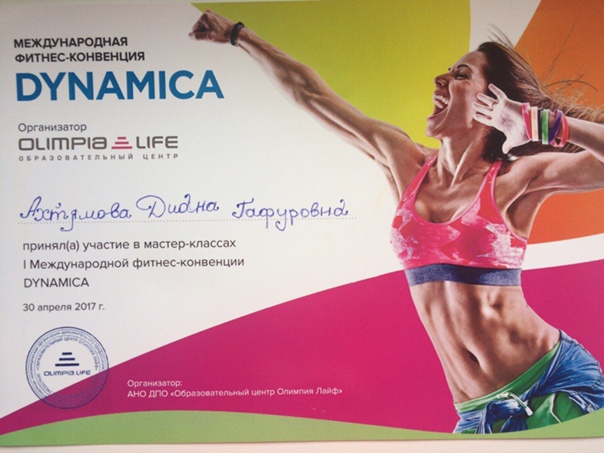 МЕЖДУНАРОДНАЯ
ФИТНЕС-КОНВЕНЦИЯ
DYNAMICA
Организатор
OLIMPIA LIFE
ОБРАЗОВАТЕЛЬНЫЙ ЦЕНТР
Ахтямова Диана Гафуровна
принял(а) участие в мастер-классах
I Международной фитнес-конвенции
DYNAMICA
30 апреля 2017 г.
OLIMPIA LIFE
Организатор:
АНО ДПО «Образовательный центр Олимпия Лайф»